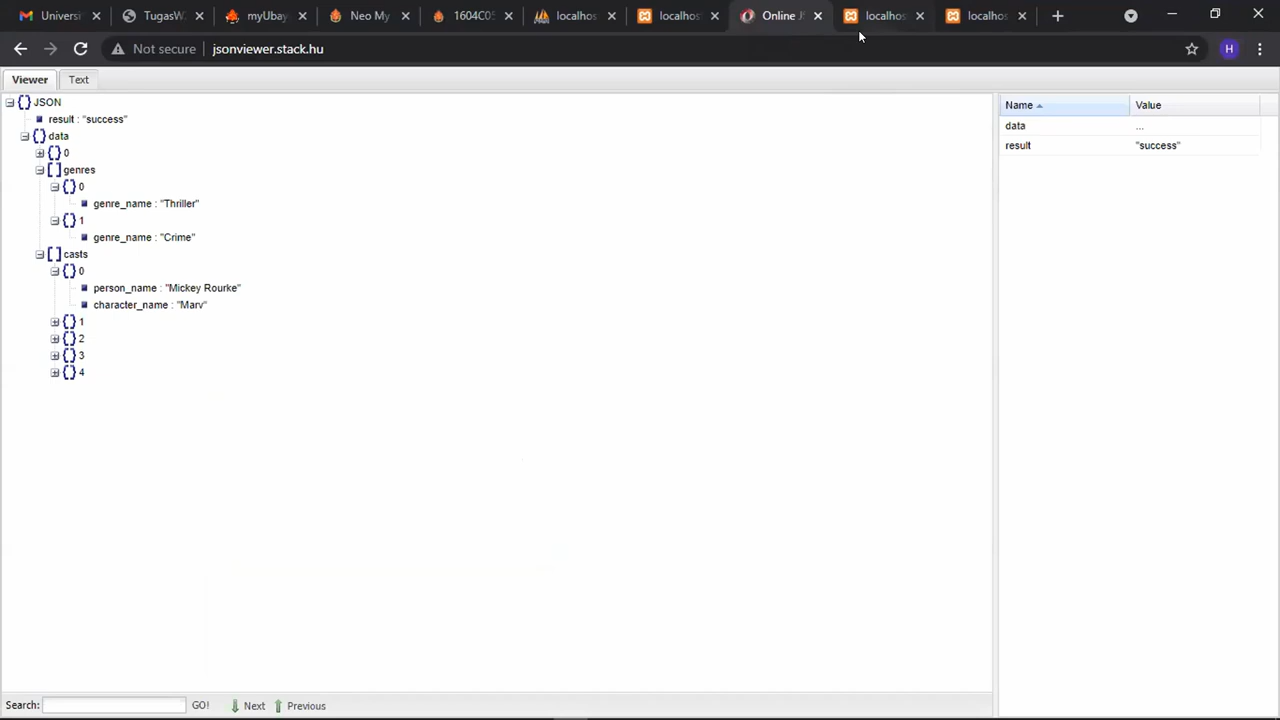 Universi TugasW myUbay Neo My 1604C05 localhos localhos Online J localhos localhos
Not secure jsonviewer.stack.hu H
Viewer Text
JSON
result : "success"
data
0
genres
0
genre_name : "Thriller"
1
genre_name : "Crime"
casts
0
person_name : "Mickey Rourke"
character_name : "Marv"
1
2
3
4
Name Value
data ...
result "success"
Search: GO! Next Previous